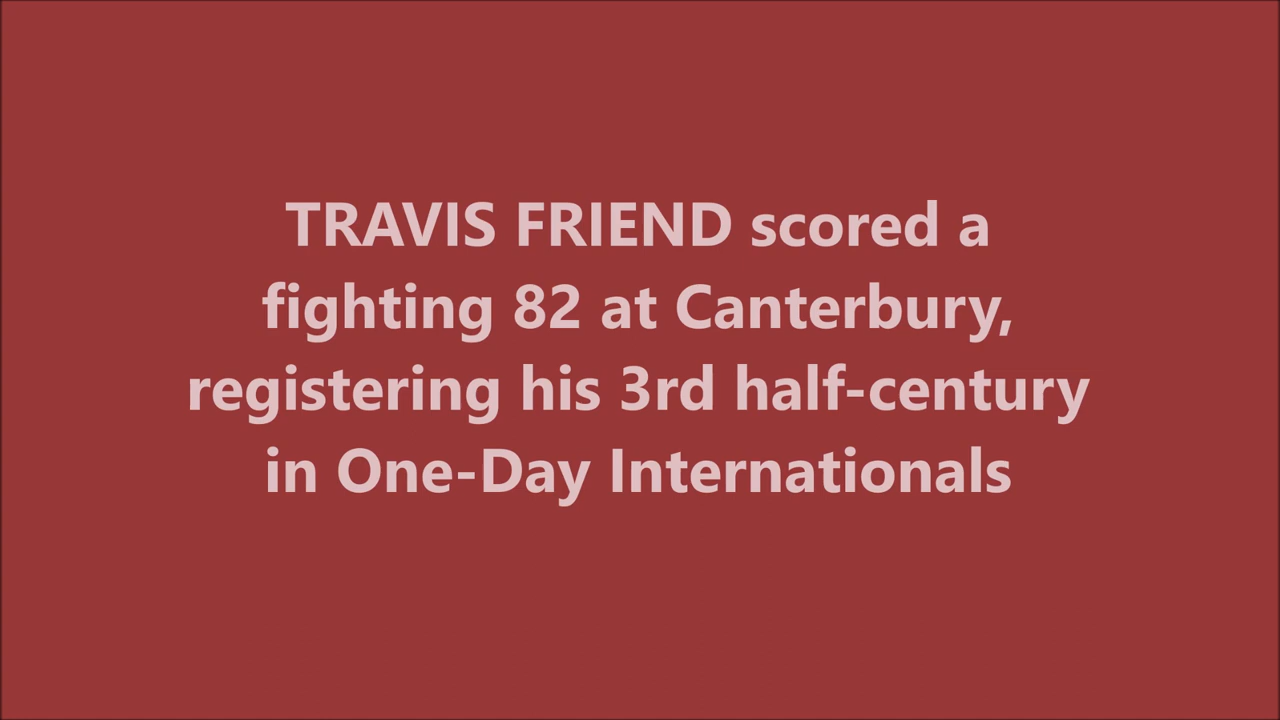 TRAVIS FRIEND scored a
fighting 82 at Canterbury,
registering his 3rd half-century
in One-Day Internationals